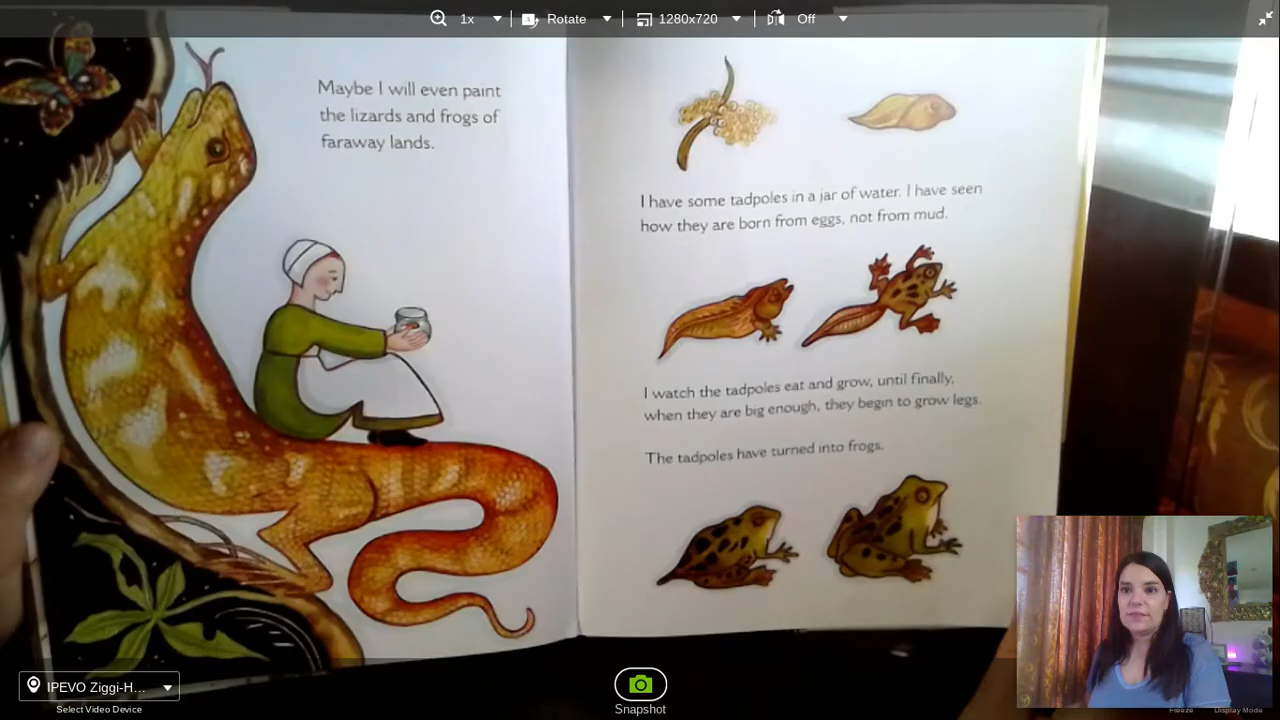 1x
Rotate
1280x720
Off
Maybe I will even paint
the lizards and frogs of
faraway lands.
I have some tadpoles in a jar of water. I have seen
how they are born from eggs, not from mud.
I watch the tadpoles eat and grow, until finally,
when they are big enough, they begin to grow legs.
The tadpoles have turned into frogs.
IPEVO Ziggi-H...
Select Video Device
Snapshot
Freeze
Display Mode